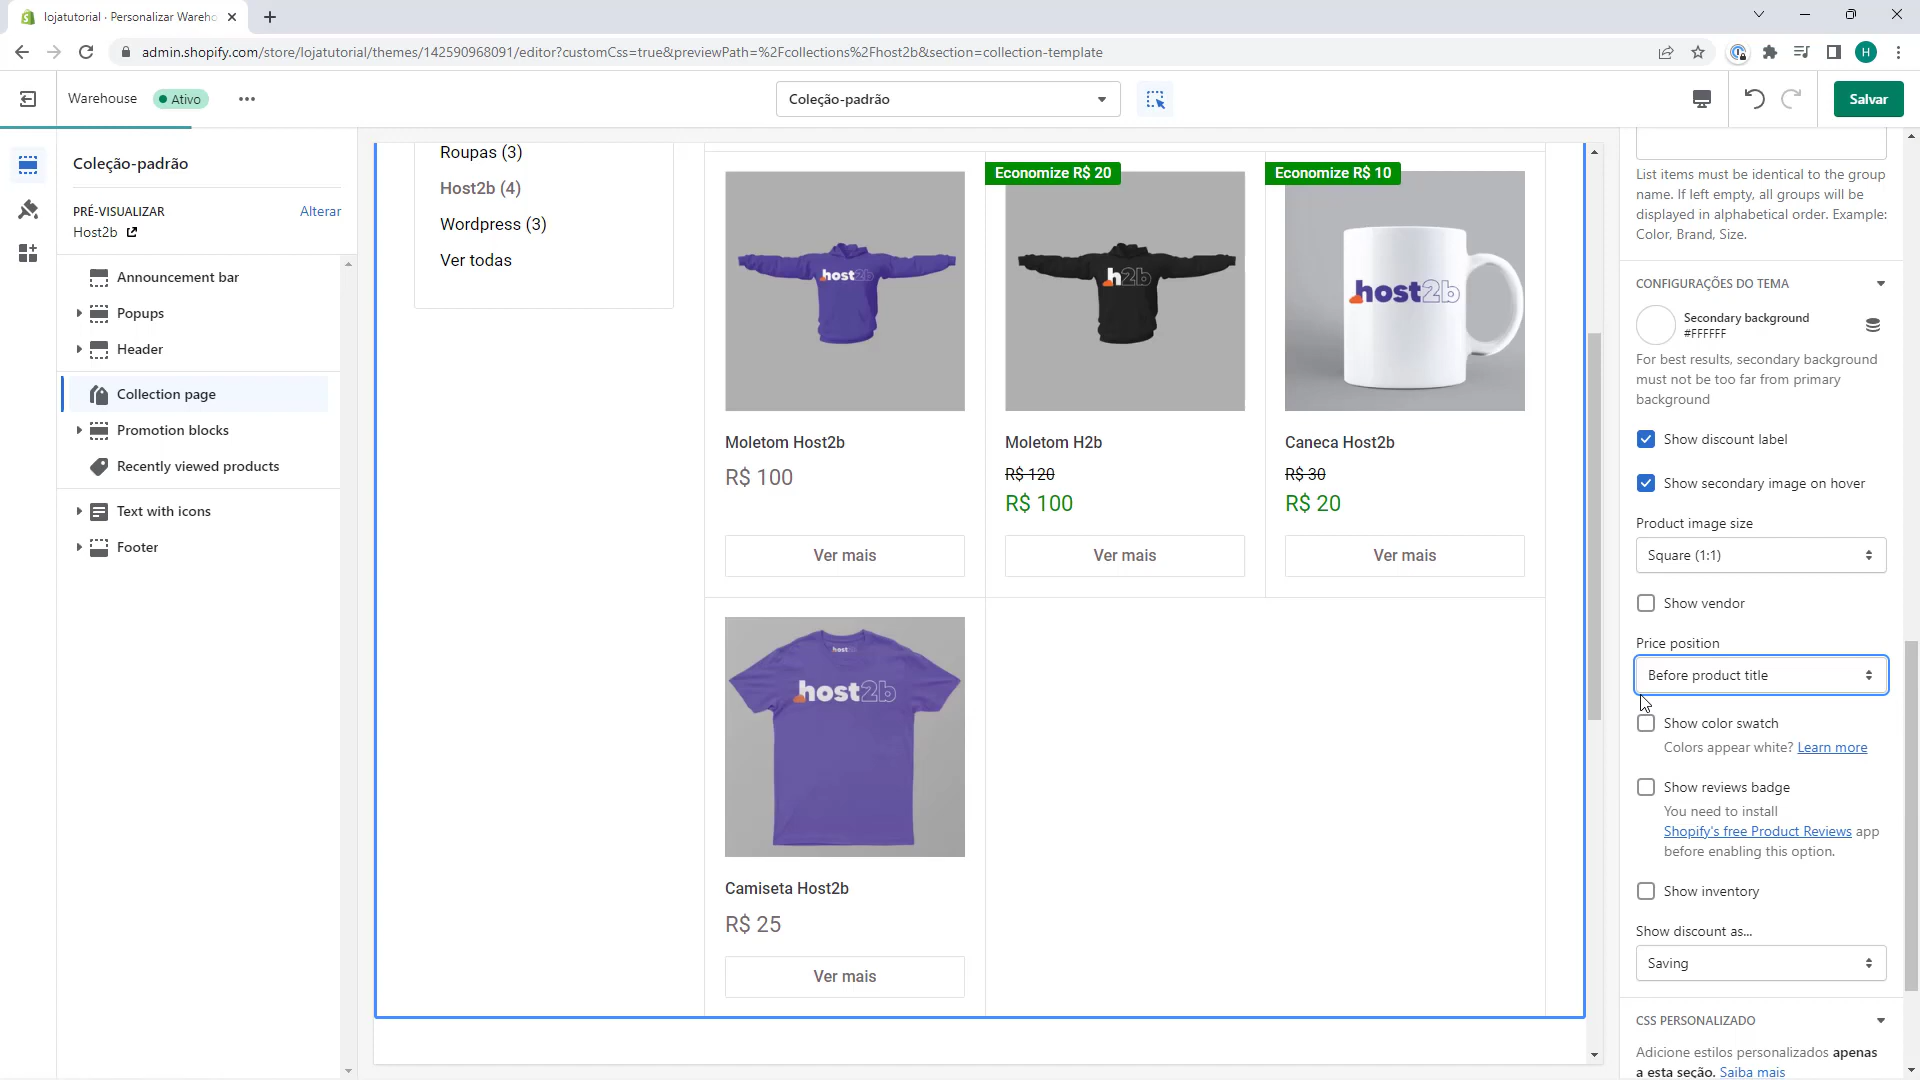 lojatutorial · Personalizar Wareho
admin.shopify.com/store/lojatutorial/themes/142590968091/editor?customCss=true&previewPath=%2Fcollections%2Fhost2b&section=collection-template
H
Warehouse
Ativo
Coleção-padrão
Salvar
Coleção-padrão
PRÉ-VISUALIZAR
Alterar
Host2b
Announcement bar
Popups
Header
Collection page
Promotion blocks
Recently viewed products
Text with icons
Footer
Roupas (3)
Host2b (4)
Wordpress (3)
Ver todas
Economize R$ 20
Economize R$ 10
host2b
h2b
host2b
Moletom Host2b
Moletom H2b
Caneca Host2b
R$ 100
R$ 120
R$ 30
R$ 100
R$ 20
Ver mais
Ver mais
Ver mais
host2b
host2b
Camiseta Host2b
R$ 25
Ver mais
List items must be identical to the group
name. If left empty, all groups will be
displayed in alphabetical order. Example:
Color, Brand, Size.
CONFIGURAÇÕES DO TEMA
Secondary background
#FFFFFF
For best results, secondary background
must not be too far from primary
background
Show discount label
Show secondary image on hover
Product image size
Square (1:1)
Show vendor
Price position
Before product title
Show color swatch
Colors appear white? Learn more
Show reviews badge
You need to install
Shopify's free Product Reviews app
before enabling this option.
Show inventory
Show discount as...
Saving
CSS PERSONALIZADO
Adicione estilos personalizados apenas
a esta seção. Saiba mais